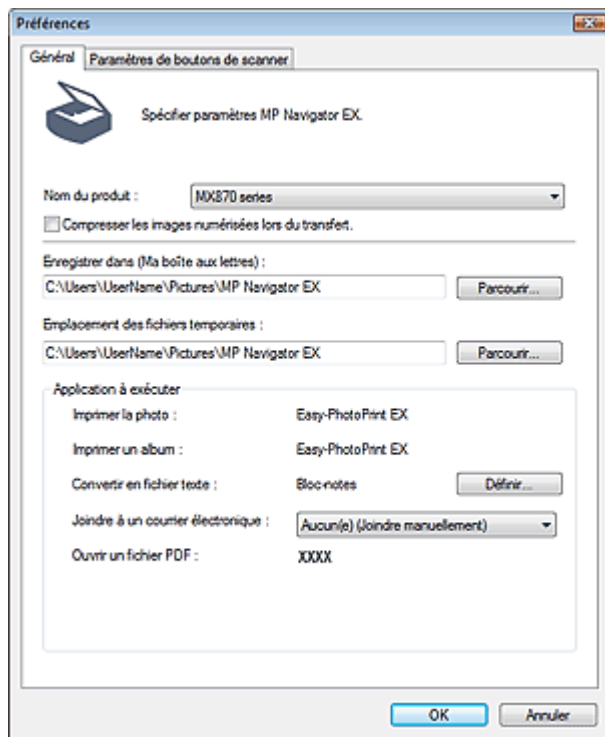 Préférences
Général
Paramètres de boutons de scanner
Spécifier paramètres MP Navigator EX.
Nom du produit :
MX870 series
Compresser les images numérisées lors du transfert.
Enregistrer dans (Ma boîte aux lettres) :
C:\Users\UserName\Pictures\MP Navigator EX
Parcourir...
Emplacement des fichiers temporaires :
C:\Users\UserName\Pictures\MP Navigator EX
Parcourir...
Application à exécuter
Imprimer la photo :
Easy-PhotoPrint EX
Imprimer un album :
Easy-PhotoPrint EX
Convertir en fichier texte :
Bloc-notes
Définir...
Joindre à un courrier électronique :
Aucun(e) (Joindre manuellement)
Ouvrir un fichier PDF :
XXXX
OK
Annuler